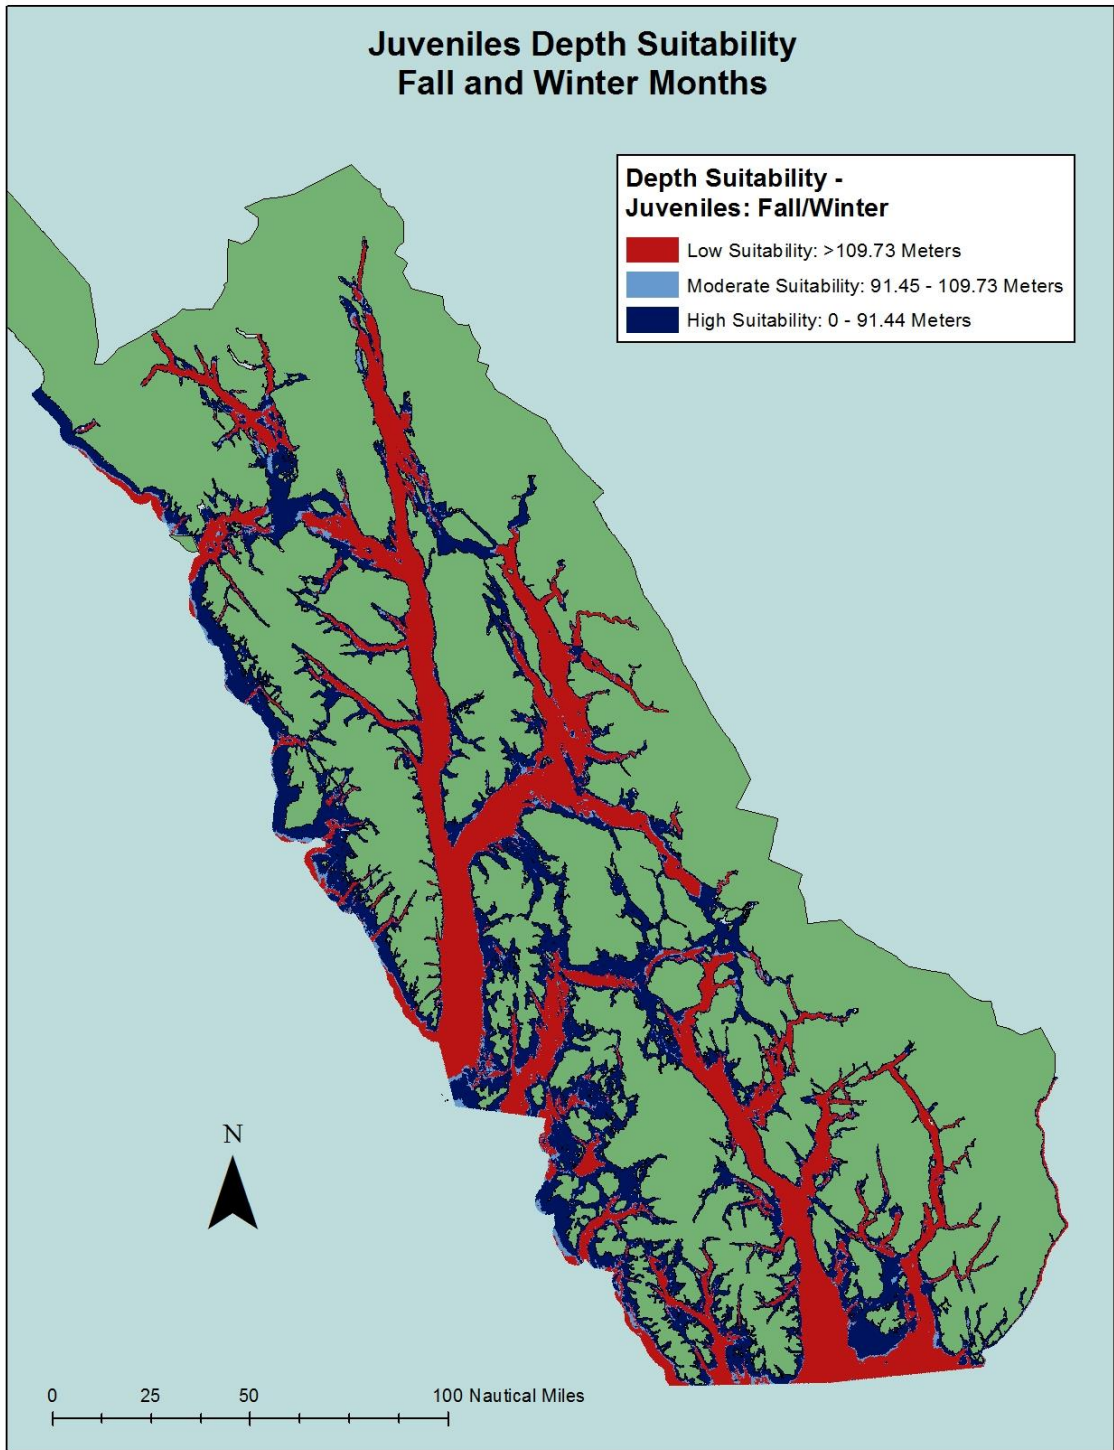 Juveniles Depth Suitability
Fall and Winter Months
Depth Suitability -
Juveniles: Fall/Winter
Low Suitability: >109.73 Meters
Moderate Suitability: 91.45 - 109.73 Meters
High Suitability: 0 - 91.44 Meters
N
0 25 50 100 Nautical Miles